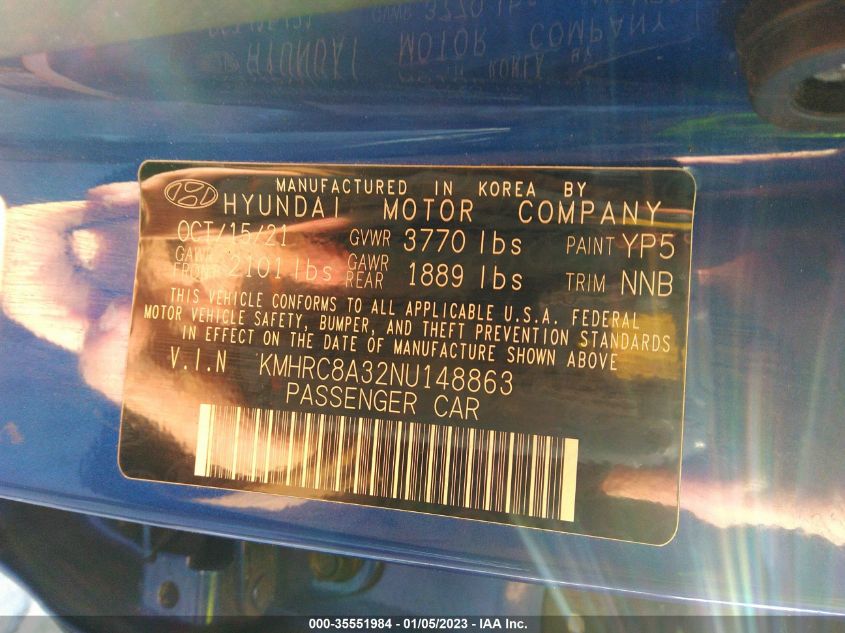 MANUFACTURED IN KOREA BY
HYUNDAI MOTOR COMPANY
OCT/15/21 GVWR 3770 lbs PAINT YP5
GAWR FRONT 2101 lbs GAWR REAR 1889 lbs TRIM NNB
THIS VEHICLE CONFORMS TO ALL APPLICABLE U.S.A. FEDERAL
MOTOR VEHICLE SAFETY, BUMPER, AND THEFT PREVENTION STANDARDS
IN EFFECT ON THE DATE OF MANUFACTURE SHOWN ABOVE
V.I.N KMHRC8A32NU148863
PASSENGER CAR
000-35551984 - 01/05/2023 - © IAA, Inc.